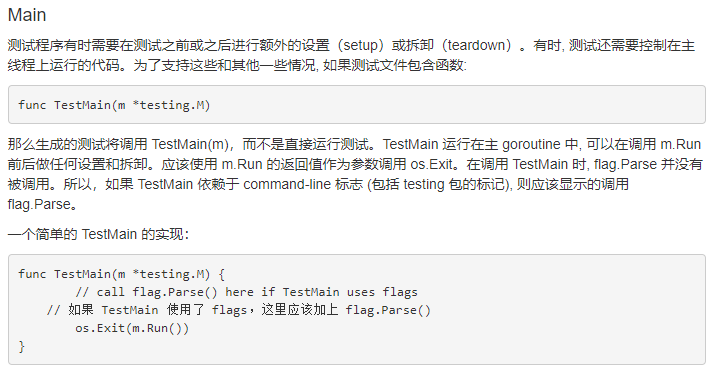 Main
测试程序有时需要在测试之前或之后进行额外的设置（setup）或拆卸（teardown）。有时, 测试还需要控制在主
线程上运行的代码。为了支持这些和其他一些情况, 如果测试文件包含函数:
func TestMain(m *testing.M)
那么生成的测试将调用 TestMain(m)，而不是直接运行测试。TestMain 运行在主 goroutine 中, 可以在调用 m.Run
前后做任何设置和拆卸。应该使用 m.Run 的返回值作为参数调用 os.Exit。在调用 TestMain 时, flag.Parse 并没有
被调用。所以，如果 TestMain 依赖于 command-line 标志 (包括 testing 包的标记), 则应该显示的调用
flag.Parse。
一个简单的 TestMain 的实现：
func TestMain(m *testing.M) {
// call flag.Parse() here if TestMain uses flags
// 如果 TestMain 使用了 flags，这里应该加上 flag.Parse()
os.Exit(m.Run())
}